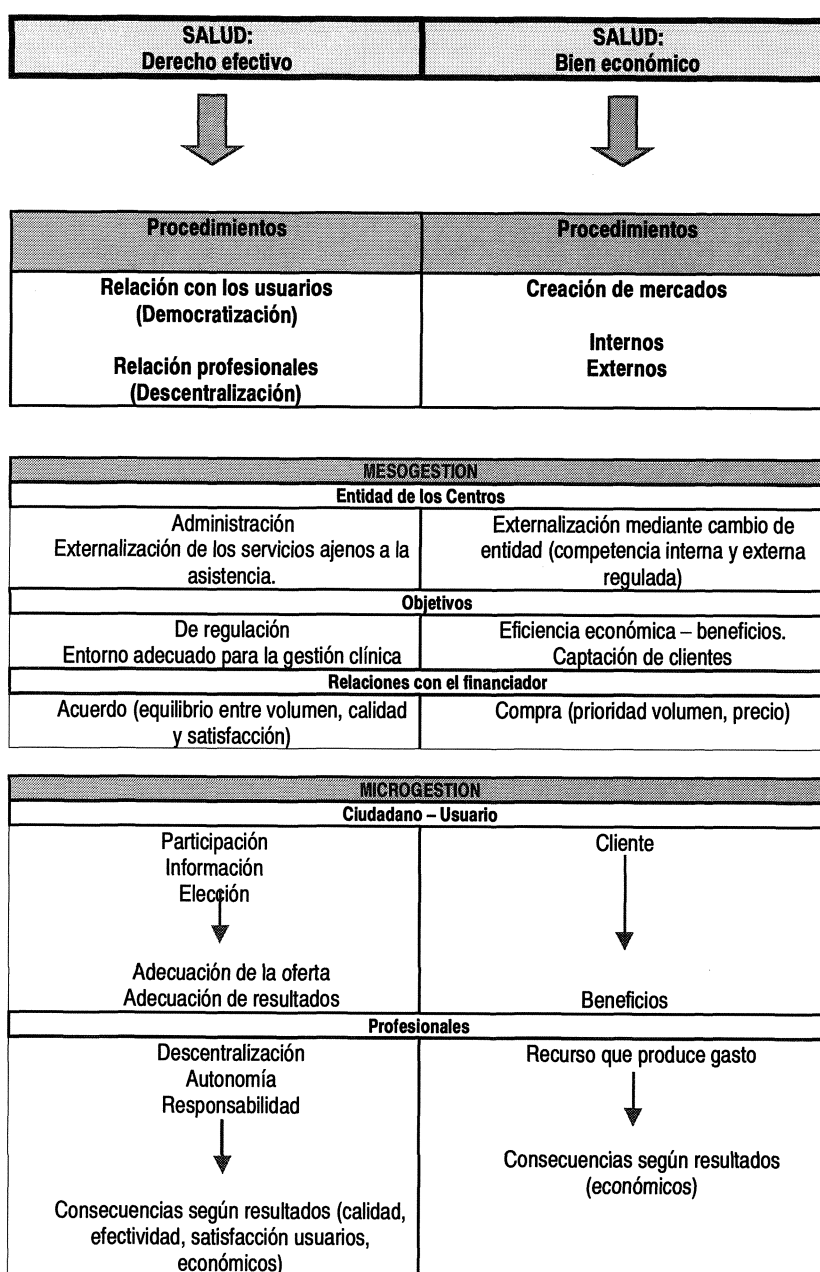 SALUD:
Derecho efectivo
SALUD:
Bien económico
Procedimientos
Procedimientos
Relación con los usuarios
(Democratización)
Relación profesionales
(Descentralización)
Creación de mercados
Internos
Externos
MESOGESTION
Entidad de los Centros
Administración
Externalización de los servicios ajenos a la
asistencia.
Externalización mediante cambio de
entidad (competencia interna y externa
regulada)
Objetivos
De regulación
Entorno adecuado para la gestión clínica
Eficiencia económica – beneficios.
Captación de clientes
Relaciones con el financiador
Acuerdo (equilibrio entre volumen, calidad
y satisfacción)
Compra (prioridad volumen, precio)
MICROGESTION
Ciudadano – Usuario
Participación
Información
Elección
Adecuación de la oferta
Adecuación de resultados
Cliente
Beneficios
Profesionales
Descentralización
Autonomía
Responsabilidad
Consecuencias según resultados (calidad,
efectividad, satisfacción usuarios,
económicos)
Recurso que produce gasto
Consecuencias según resultados
(económicos)